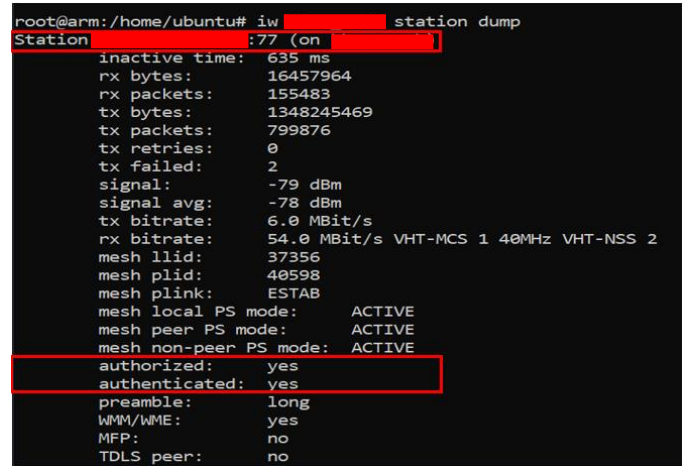 root@arm:/home/ubuntu# iw station dump
Station :77 (on
inactive time: 635 ms
rx bytes: 16457964
rx packets: 155483
tx bytes: 1348245469
tx packets: 799876
tx retries: 0
tx failed: 2
signal: -79 dBm
signal avg: -78 dBm
tx bitrate: 6.0 MBit/s
rx bitrate: 54.0 MBit/s VHT-MCS 1 40MHz VHT-NSS 2
mesh llid: 37356
mesh plid: 40598
mesh plink: ESTAB
mesh local PS mode: ACTIVE
mesh peer PS mode: ACTIVE
mesh non-peer PS mode: ACTIVE
authorized: yes
authenticated: yes
preamble: long
WMM/WME: yes
MFP: no
TDLS peer: no